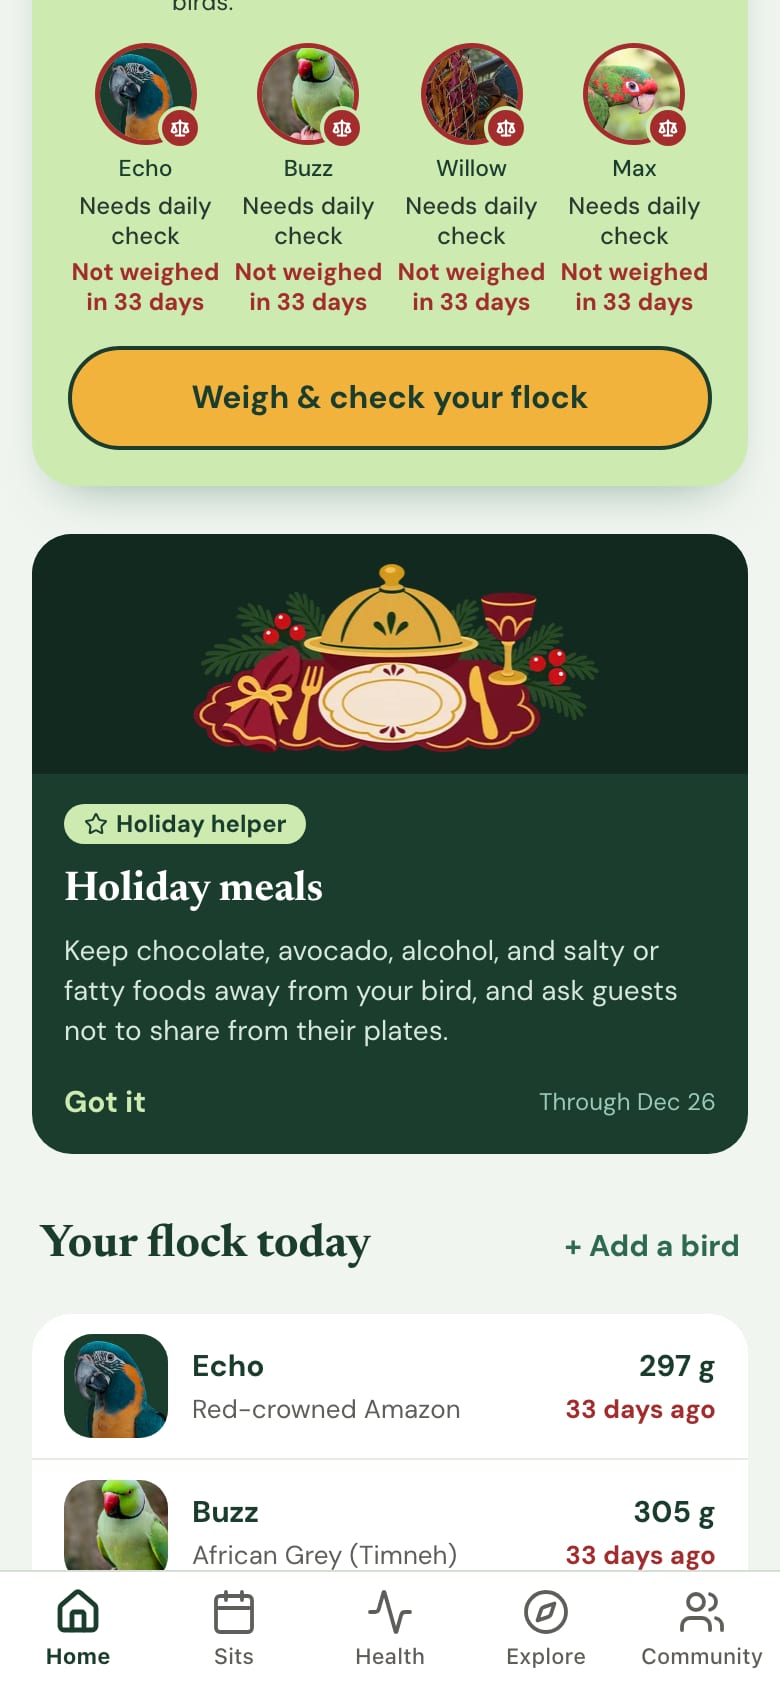 birds.
Echo
Buzz
Willow
Max
Needs daily check
Needs daily check
Needs daily check
Needs daily check
Not weighed in 33 days
Not weighed in 33 days
Not weighed in 33 days
Not weighed in 33 days
Weigh & check your flock
Holiday helper
Holiday meals
Keep chocolate, avocado, alcohol, and salty or
fatty foods away from your bird, and ask guests
not to share from their plates.
Got it
Through Dec 26
Your flock today
+ Add a bird
Echo
297 g
Red-crowned Amazon
33 days ago
Buzz
305 g
African Grey (Timneh)
33 days ago
Home
Sits
Health
Explore
Community